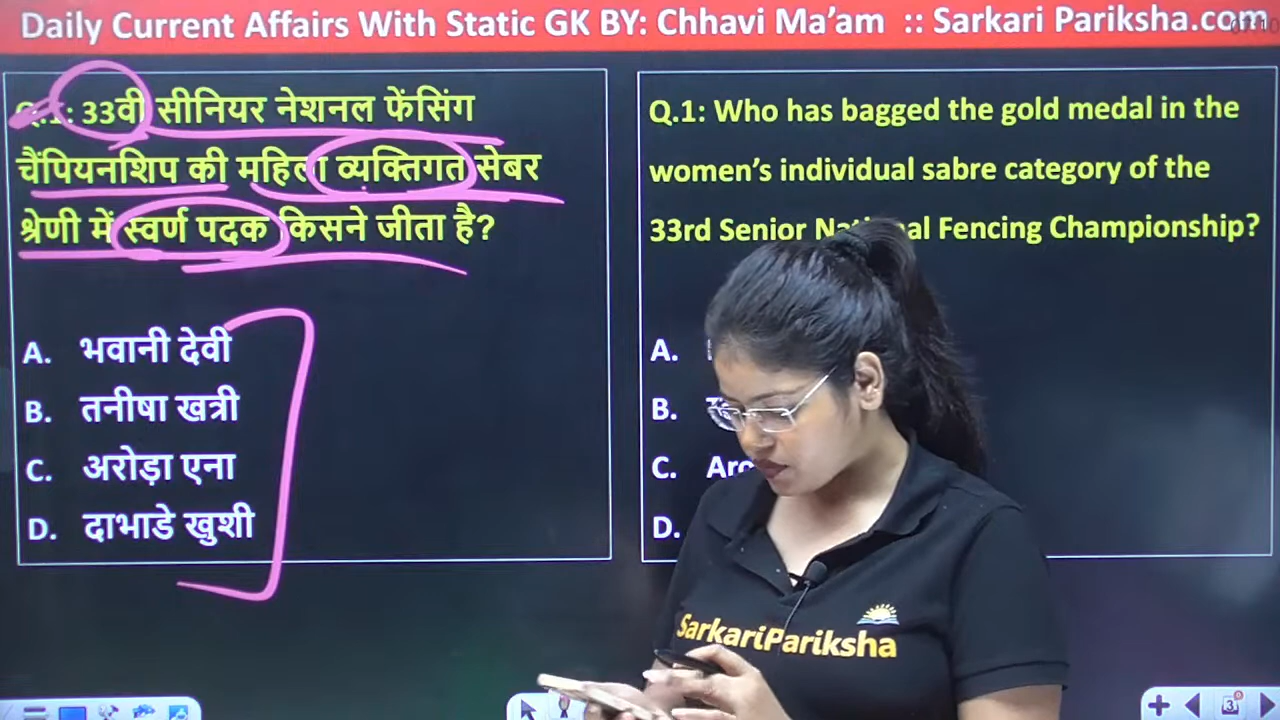 Daily Current Affairs With Static GK BY: Chhavi Ma'am :: Sarkari Pariksha.com
Q.1: 33वी सीनियर नेशनल फेंसिंग
चैंपियनशिप की महिला व्यक्तिगत सेबर
श्रेणी में स्वर्ण पदक किसने जीता है?
A. भवानी देवी
B. तनीषा खत्री
C. अरोड़ा एना
D. दाभाडे खुशी
Q.1: Who has bagged the gold medal in the
women's individual sabre category of the
33rd Senior Fencing Championship?
A.
B.
C.
D.
SarkariPariksha